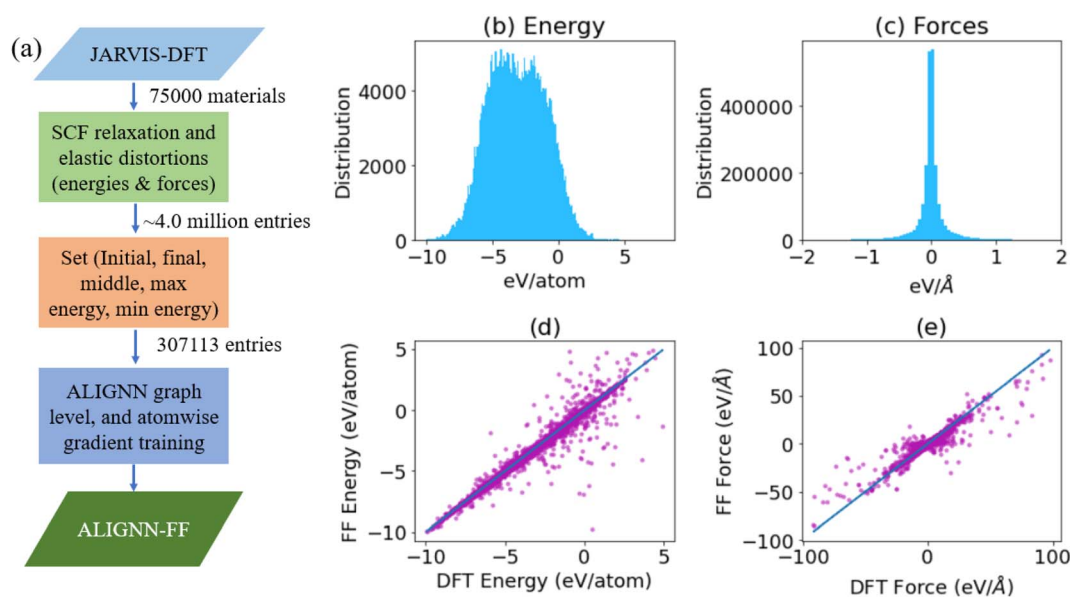 (a)
JARVIS-DFT
75000 materials
SCF relaxation and
elastic distortions
(energies & forces)
~4.0 million entries
Set (Initial, final,
middle, max
energy, min energy)
307113 entries
ALIGNN graph
level, and atomwise
gradient training
ALIGNN-FF
(b) Energy
Distribution
4000
2000
0
−10
−5
0
5
eV/atom
(c) Forces
Distribution
400000
200000
0
−2
−1
0
1
2
eV/Å
(d)
FF Energy (eV/atom)
5
0
−5
−10
−10
−5
0
5
DFT Energy (eV/atom)
(e)
FF Force (eV/Å)
100
50
0
−50
−100
−100
0
100
DFT Force (eV/Å)